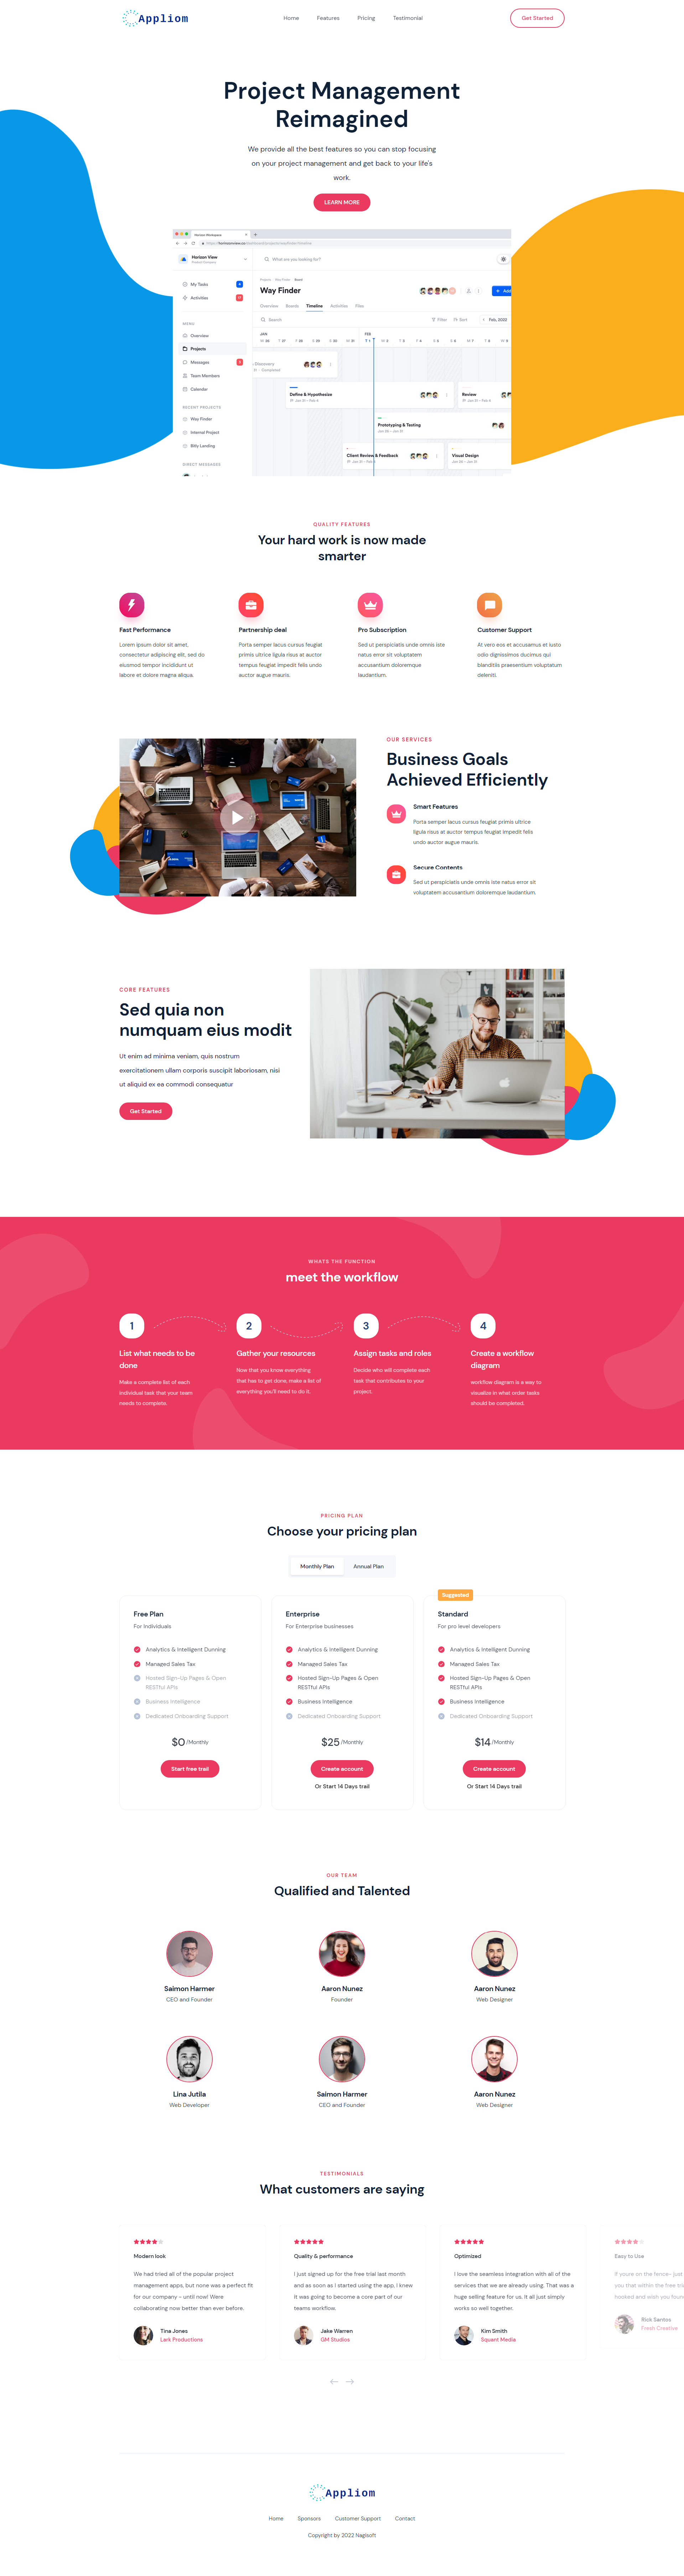 Appliom
Home Features Pricing Testimonial
Get Started
Project Management
Reimagined
We provide all the best features so you can stop focusing
on your project management and get back to your life's
work.
LEARN MORE
Horizon Workspace
Horizon View
What are you looking for?
My Tasks
Activities
MENU
Overview
Projects
Messages
Team Members
Calendar
RECENT PROJECTS
Way Finder
Internal Project
Bitly Landing
DIRECT MESSAGES
Way Finder
Add
Overview Boards Timeline Activities Files
Search
Filter Sort Feb, 2022
JAN FEB
Discovery
Define & Hypothesise
Review
Prototyping & Testing
Client Review & Feedback
Visual Design
QUALITY FEATURES
Your hard work is now made
smarter
Fast Performance
Lorem ipsum dolor sit amet,
consectetur adipiscing elit, sed do
eiusmod tempor incididunt ut
labore et dolore magna aliqua.
Partnership deal
Porta semper lacus cursus feugiat
primis ultrice ligula risus at auctor
tempus feugiat impedit felis undo
auctor augue mauris.
Pro Subscription
Sed ut perspiciatis unde omnis iste
natus error sit voluptatem
accusantium doloremque
laudantium.
Customer Support
At vero eos et accusamus et iusto
odio dignissimos ducimus qui
blanditiis praesentium voluptatum
deleniti.
OUR SERVICES
Business Goals
Achieved Efficiently
Smart Features
Porta semper lacus cursus feugiat primis ultrice
ligula risus at auctor tempus feugiat impedit felis
undo auctor augue mauris.
Secure Contents
Sed ut perspiciatis unde omnis iste natus error sit
voluptatem accusantium doloremque laudantium.
CORE FEATURES
Sed quia non
numquam eius modit
Ut enim ad minima veniam, quis nostrum
exercitationem ullam corporis suscipit laboriosam, nisi
ut aliquid ex ea commodi consequatur
Get Started
WHATS THE FUNCTION
meet the workflow
1
List what needs to be
done
Make a complete list of each
individual task that your team
needs to complete.
2
Gather your resources
Now that you know everything
that has to get done, make a list of
everything you'll need to do it.
3
Assign tasks and roles
Decide who will complete each
task that contributes to your
project.
4
Create a workflow
diagram
workflow diagram is a way to
visualize in what order tasks
should be completed.
PRICING PLAN
Choose your pricing plan
Monthly Plan Annual Plan
Free Plan
For Individuals
Analytics & Intelligent Dunning
Managed Sales Tax
Hosted Sign-Up Pages & Open
RESTful APIs
Business Intelligence
Dedicated Onboarding Support
$0 /Monthly
Start free trail
Enterprise
For Enterprise businesses
Analytics & Intelligent Dunning
Managed Sales Tax
Hosted Sign-Up Pages & Open
RESTful APIs
Business Intelligence
Dedicated Onboarding Support
$25 /Monthly
Create account
Or Start 14 Days trail
Suggested
Standard
For pro level developers
Analytics & Intelligent Dunning
Managed Sales Tax
Hosted Sign-Up Pages & Open
RESTful APIs
Business Intelligence
Dedicated Onboarding Support
$14 /Monthly
Create account
Or Start 14 Days trail
OUR TEAM
Qualified and Talented
Saimon Harmer
CEO and Founder
Aaron Nunez
Founder
Aaron Nunez
Web Designer
Lina Jutila
Web Developer
Saimon Harmer
CEO and Founder
Aaron Nunez
Web Designer
TESTIMONIALS
What customers are saying
Modern look
We had tried all of the popular project
management apps, but none was a perfect fit
for our company - until now! Were
collaborating now better than ever before.
Tina Jones
Lark Productions
Quality & performance
I just signed up for the free trial last month
and as soon as I started using the app, I knew
it was going to become a core part of our
teams workflow.
Jake Warren
GM Studios
Optimized
I love the seamless integration with all of the
services that we are already using. That was a
huge selling feature for us. It all just simply
works so well together.
Kim Smith
Squant Media
Easy to Use
If youre on the fence- just
you that within the free tri
hooked and wish you foun
Rick Santos
Fresh Creative
Appliom
Home Sponsors Customer Support Contact
Copyright by 2022 Nagisoft